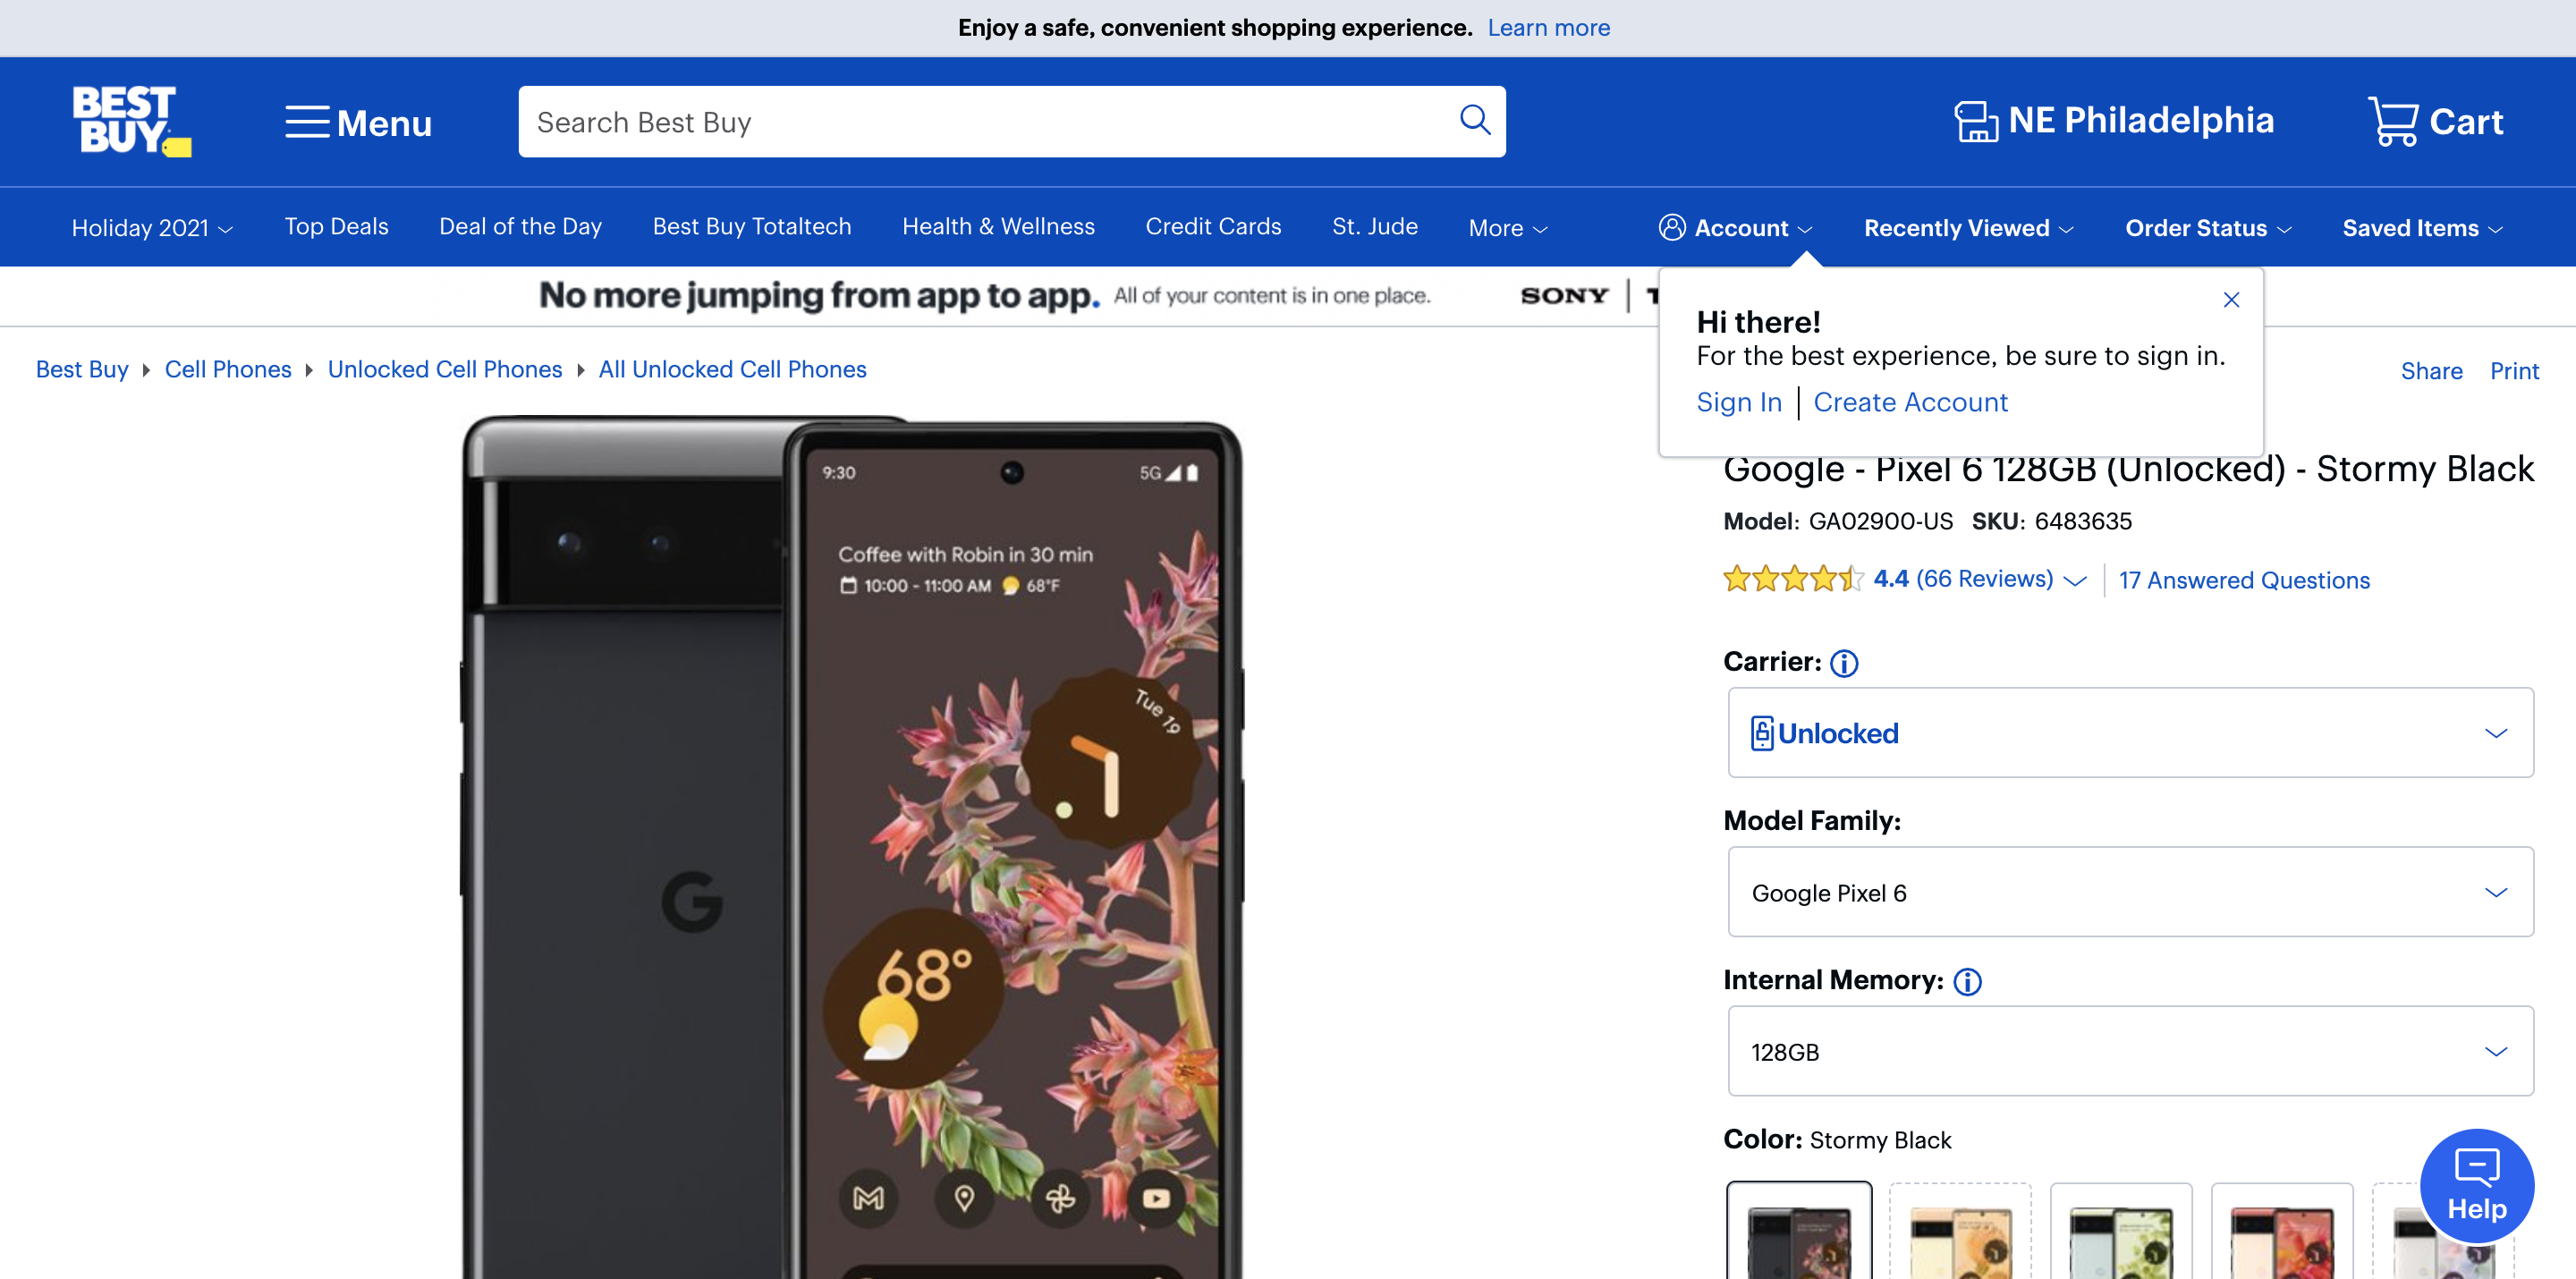 Enjoy a safe, convenient shopping experience. Learn more
BEST
BUY
Menu
Search Best Buy
NE Philadelphia
Cart
Holiday 2021
Top Deals
Deal of the Day
Best Buy Totaltech
Health & Wellness
Credit Cards
St. Jude
More
Account
Recently Viewed
Order Status
Saved Items
No more jumping from app to app. All of your content is in one place.
SONY
Hi there!
For the best experience, be sure to sign in.
Sign In | Create Account
Best Buy
Cell Phones
Unlocked Cell Phones
All Unlocked Cell Phones
Share
Print
9:30
5G
Coffee with Robin in 30 min
10:00 - 11:00 AM 68°F
Tue 19
G
68°
Google - Pixel 6 128GB (Unlocked) - Stormy Black
Model: GA02900-US SKU: 6483635
4.4 (66 Reviews)
17 Answered Questions
Carrier:
Unlocked
Model Family:
Google Pixel 6
Internal Memory:
128GB
Color: Stormy Black
Help